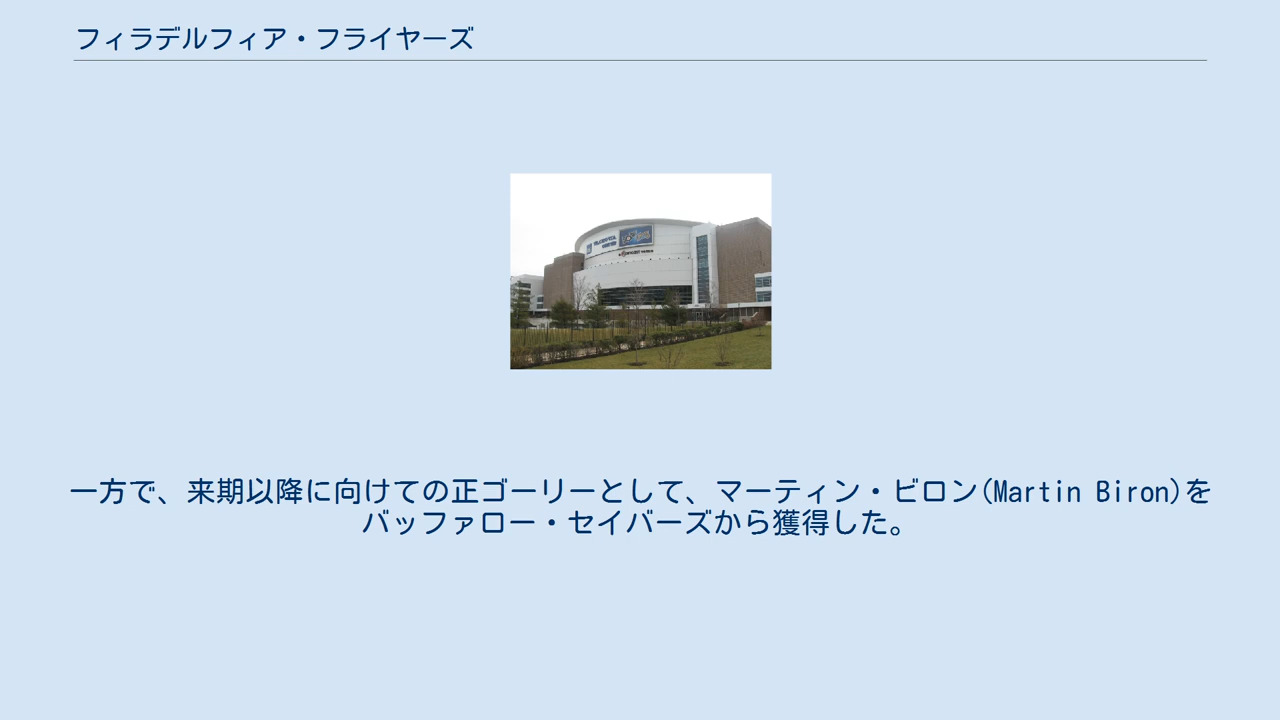 フィラデルフィア・フライヤーズ
一方で、来期以降に向けての正ゴーリーとして、マーティン・ビロン(Martin Biron)を
バッファロー・セイバーズから獲得した。